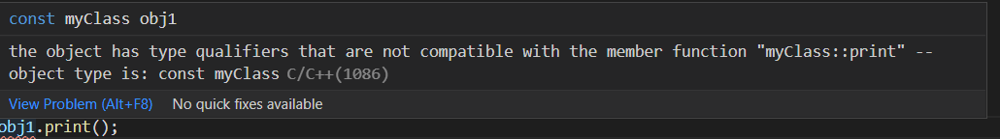 const myClass obj1
the object has type qualifiers that are not compatible with the member function "myClass::print" --
object type is: const myClass C/C++(1086)
View Problem (Alt+F8) No quick fixes available
obj1.print();